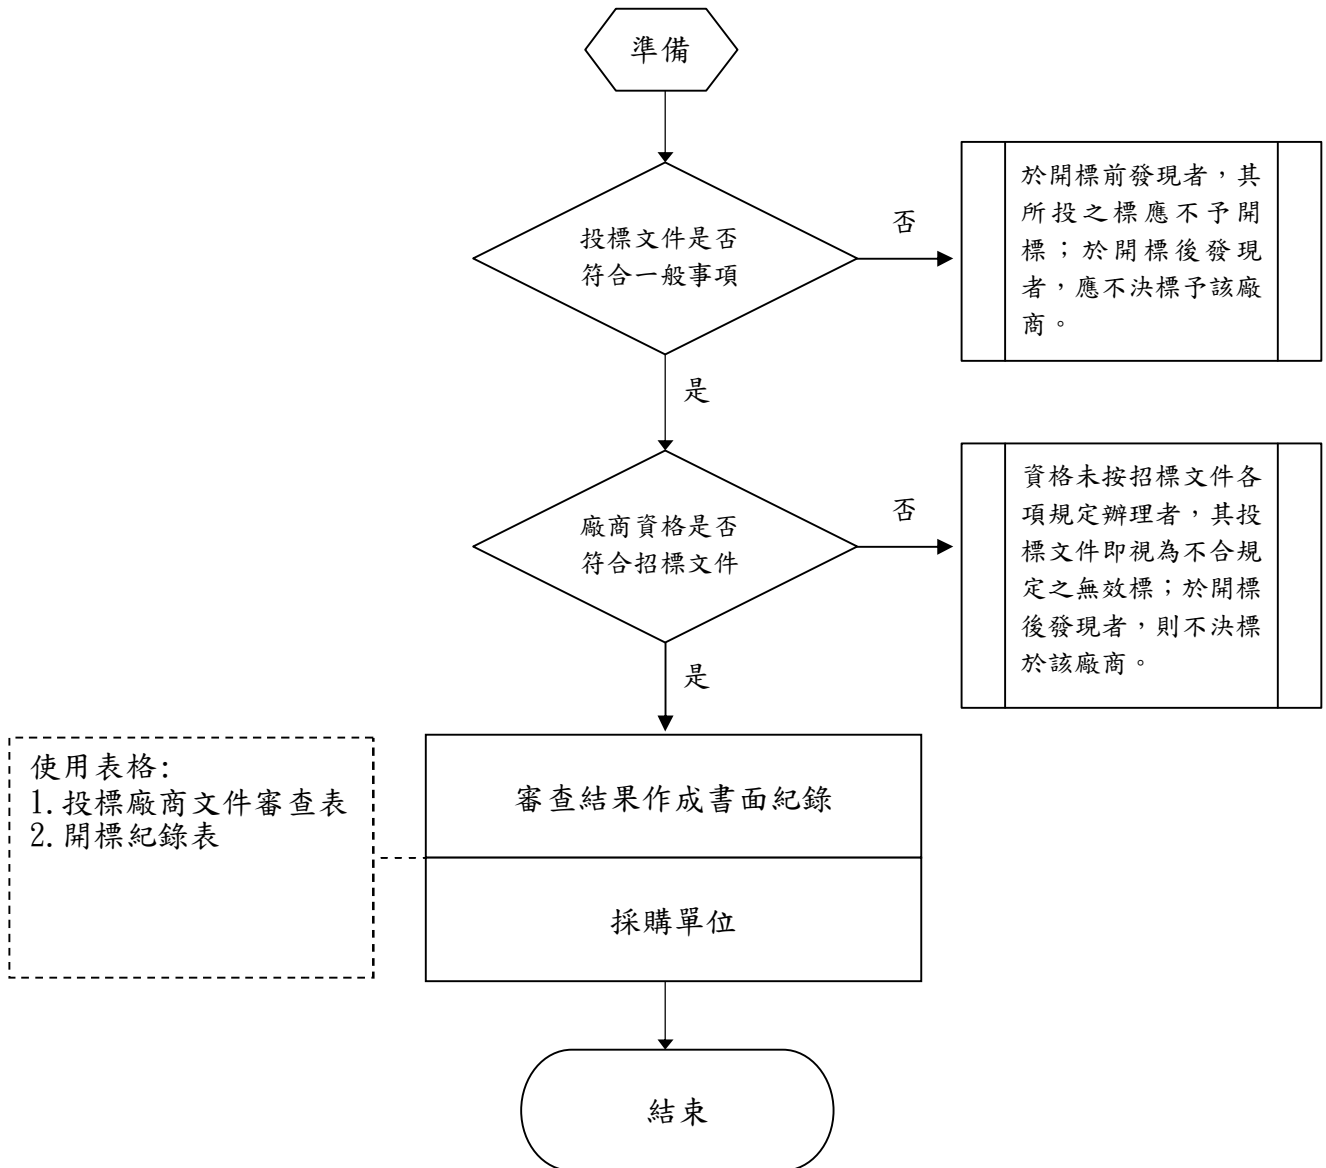 準備
投標文件是否
符合一般事項
否
於開標前發現者，其
所投之標應不予開
標；於開標後發現
者，應不決標予該廠
商。
是
廠商資格是否
符合招標文件
否
資格未按招標文件各
項規定辦理者，其投
標文件即視為不合規
定之無效標；於開標
後發現者，則不決標
於該廠商。
是
使用表格:
1.投標廠商文件審查表
2.開標紀錄表
審查結果作成書面紀錄
採購單位
結束